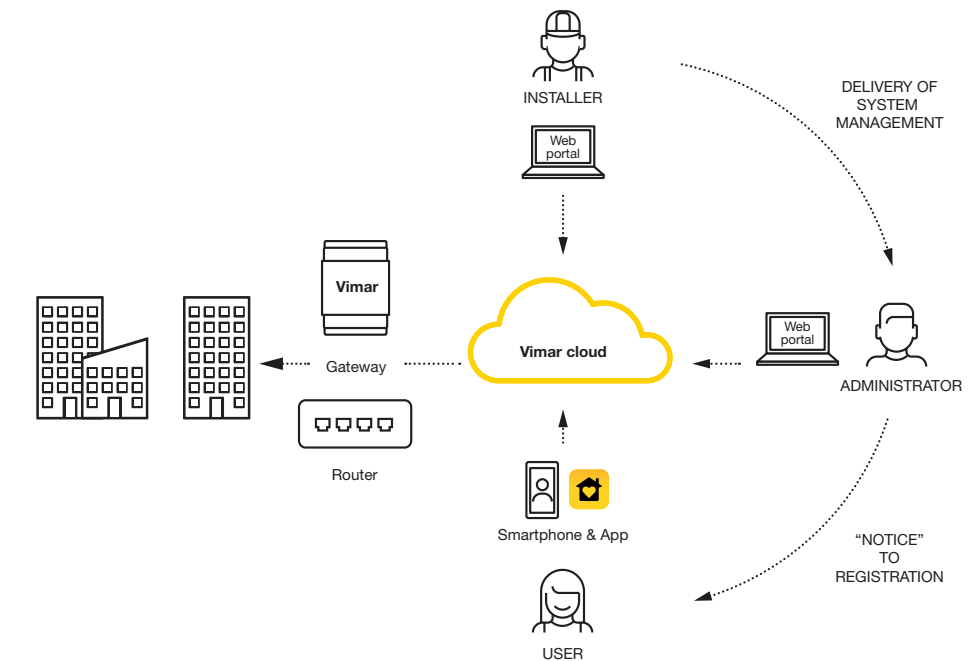 INSTALLER
Web
portal
DELIVERY OF
SYSTEM
MANAGEMENT
Vimar
Gateway
Router
Vimar cloud
Web
portal
ADMINISTRATOR
Smartphone & App
“NOTICE”
TO
REGISTRATION
USER